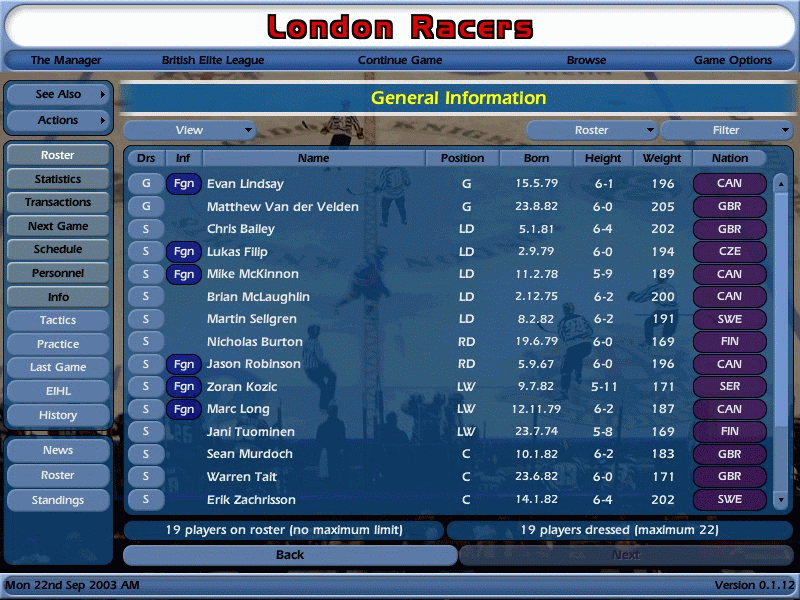 London Racers
The Manager British Elite League Continue Game Browse Game Options
See Also
Actions
General Information
View Roster Filter
Roster
Statistics
Transactions
Next Game
Schedule
Personnel
Info
Tactics
Practice
Last Game
EIHL
History
News
Roster
Standings
Drs Inf Name Position Born Height Weight Nation
G Fgn Evan Lindsay G 15.5.79 6-1 196 CAN
G Matthew Van der Velden G 23.8.82 6-0 205 GBR
S Chris Bailey LD 5.1.81 6-4 202 GBR
S Fgn Lukas Filip LD 2.9.79 6-0 194 CZE
S Fgn Mike McKinnon LD 11.2.78 5-9 189 CAN
S Brian McLaughlin LD 2.12.75 6-2 200 CAN
S Martin Sellgren LD 8.2.82 6-2 191 SWE
S Nicholas Burton RD 19.6.79 6-0 169 FIN
S Fgn Jason Robinson RD 5.9.67 6-0 196 CAN
S Fgn Zoran Kozic LW 9.7.82 5-11 171 SER
S Fgn Marc Long LW 12.11.79 6-2 187 CAN
S Jani Tuominen LW 23.7.74 5-8 169 FIN
S Sean Murdoch C 10.1.82 6-2 183 GBR
S Warren Tait C 23.6.82 6-0 171 GBR
S Erik Zachrisson C 14.1.82 6-4 202 SWE
19 players on roster (no maximum limit) 19 players dressed (maximum 22)
Back Next
Mon 22nd Sep 2003 AM Version 0.1.12